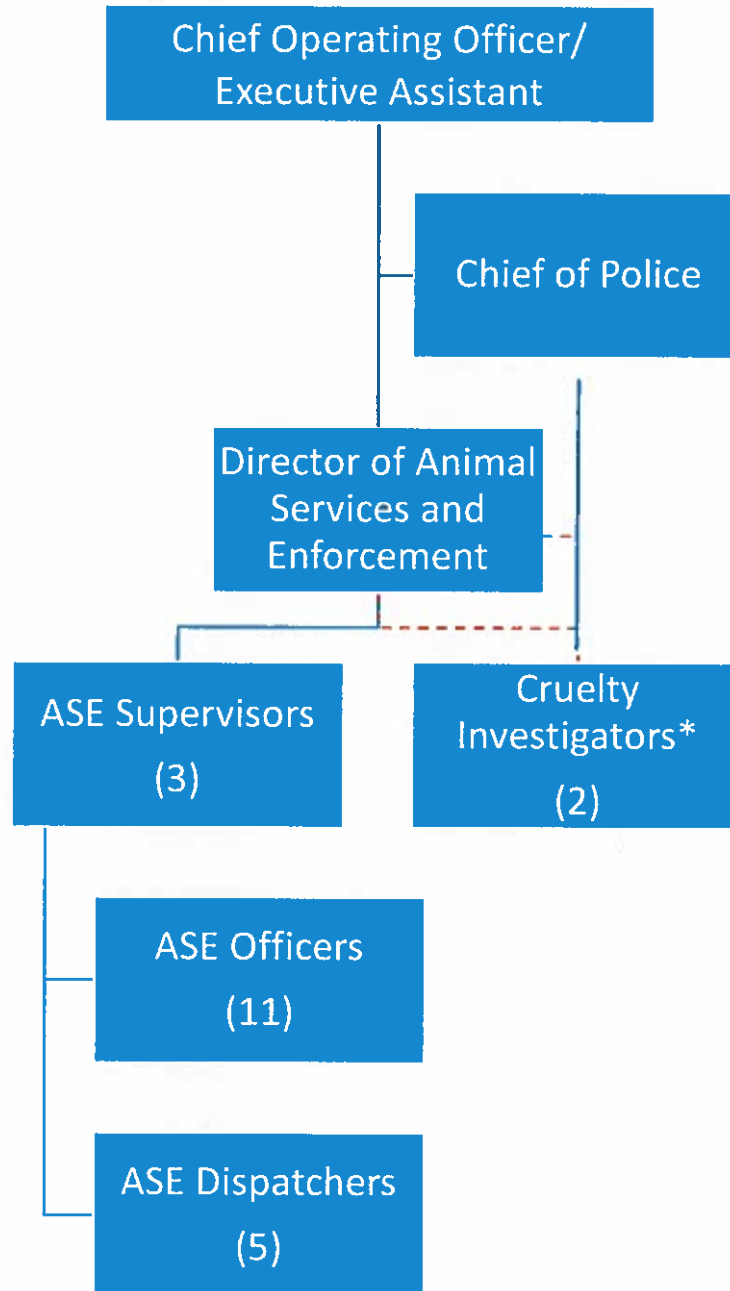 Chief Operating Officer/
Executive Assistant
Chief of Police
Director of Animal
Services and
Enforcement
ASE Supervisors
(3)
Cruelty
Investigators*
(2)
ASE Officers
(11)
ASE Dispatchers
(5)